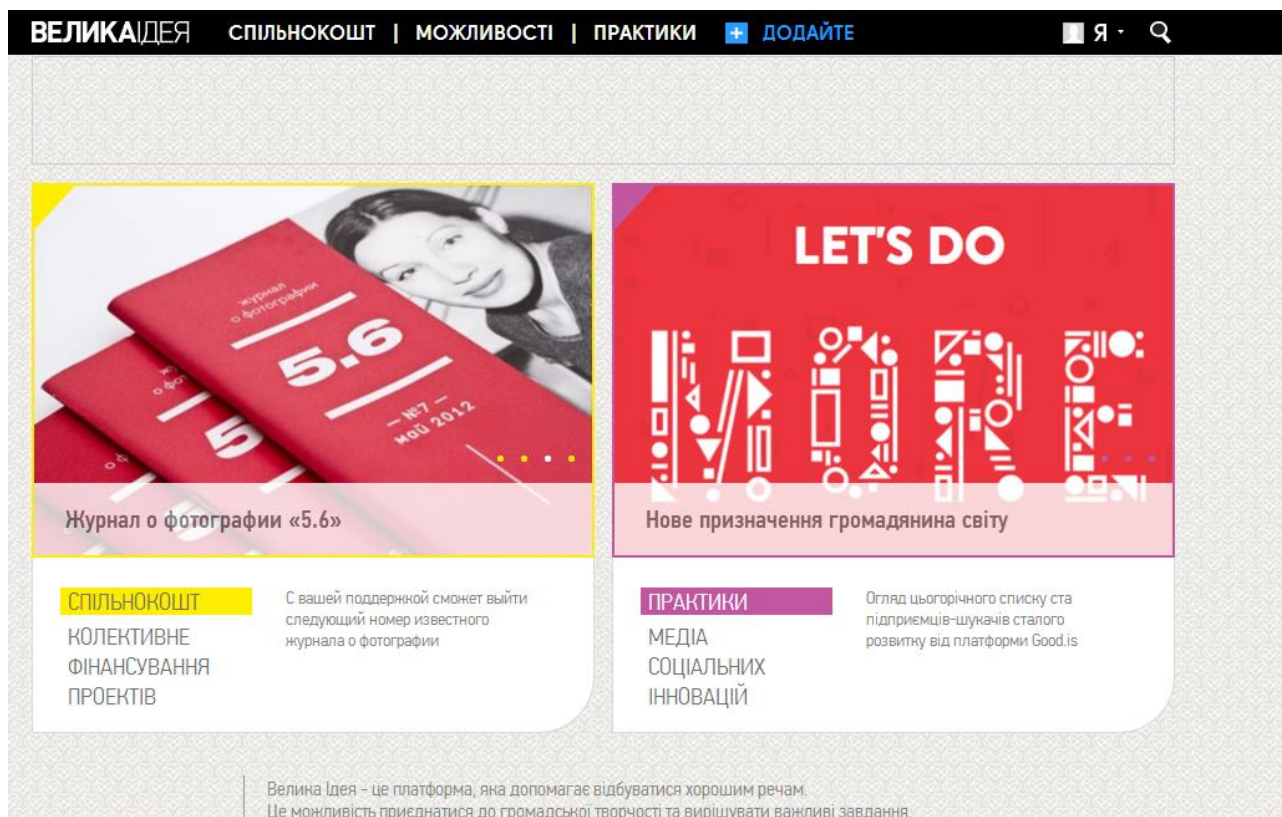 ВЕЛИКАІДЕЯ СПІЛЬНОКОШТ | МОЖЛИВОСТІ | ПРАКТИКИ + ДОДАЙТЕ Я
журнал
о фотографии
5.6
— №7 —
май 2012
Журнал о фотографии «5.6»
СПІЛЬНОКОШТ
КОЛЕКТИВНЕ
ФІНАНСУВАННЯ
ПРОЕКТІВ
С вашей поддержкой сможет выйти
следующий номер известного
журнала о фотографии
LET'S DO
MORE
Нове призначення громадянина світу
ПРАКТИКИ
МЕДІА
СОЦІАЛЬНИХ
ІННОВАЦІЙ
Огляд цьогорічного списку ста
підприємців-шукачів сталого
розвитку від платформи Good.is
Велика Ідея - це платформа, яка допомагає відбуватися хорошим речам.
Це можливість приєднатися до громадської творчості та вирішувати важливі завдання